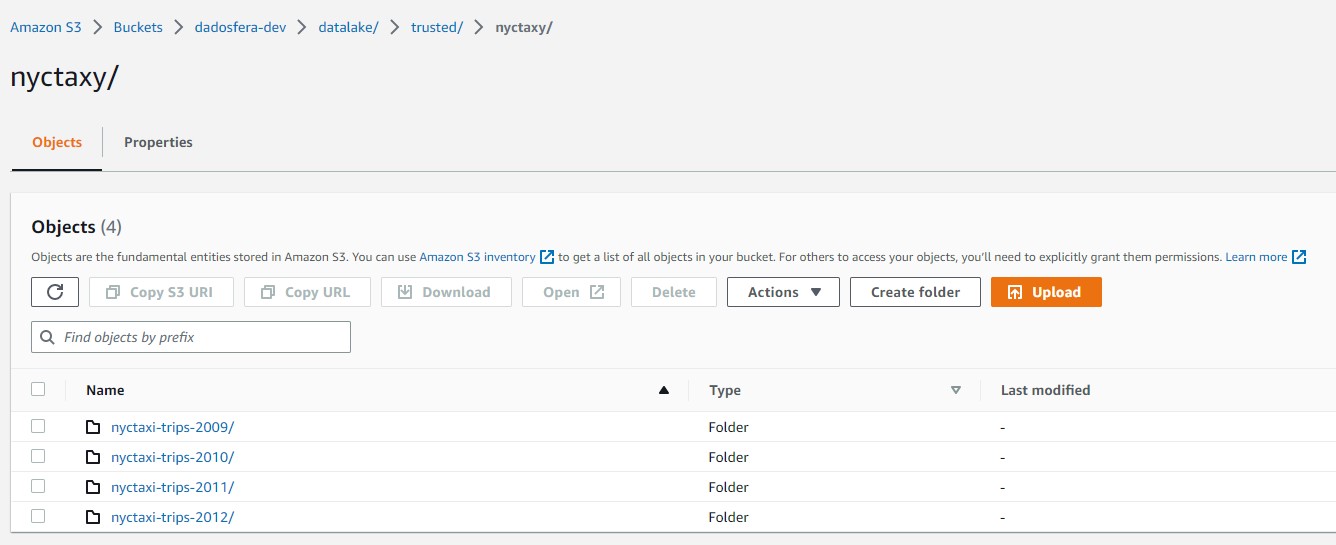 Amazon S3 > Buckets > dadosfera-dev > datalake/ > trusted/ > nyctaxy/
nyctaxy/
Objects Properties
Objects (4)
Objects are the fundamental entities stored in Amazon S3. You can use Amazon S3 inventory to get a list of all objects in your bucket. For others to access your objects, you'll need to explicitly grant them permissions. Learn more
Copy S3 URI Copy URL Download Open Delete Actions Create folder Upload
Find objects by prefix
Name Type Last modified
nyctaxi-trips-2009/ Folder -
nyctaxi-trips-2010/ Folder -
nyctaxi-trips-2011/ Folder -
nyctaxi-trips-2012/ Folder -